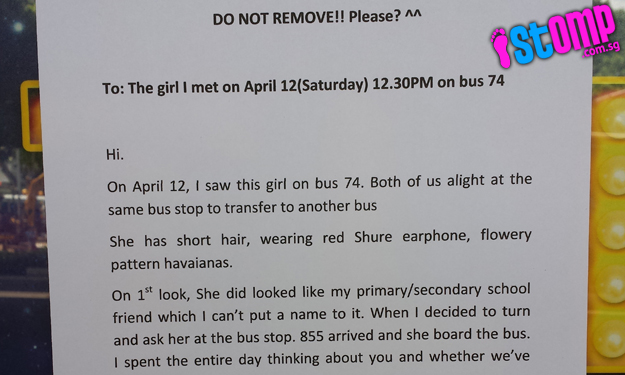 DO NOT REMOVE!! Please? ^^
stomp
.com.sg
To: The girl I met on April 12(Saturday) 12.30PM on bus 74
Hi.
On April 12, I saw this girl on bus 74. Both of us alight at the
same bus stop to transfer to another bus
She has short hair, wearing red Shure earphone, flowery
pattern havaianas.
On 1st look, She did looked like my primary/secondary school
friend which I can't put a name to it. When I decided to turn
and ask her at the bus stop. 855 arrived and she board the bus.
I spent the entire day thinking about you and whether we've